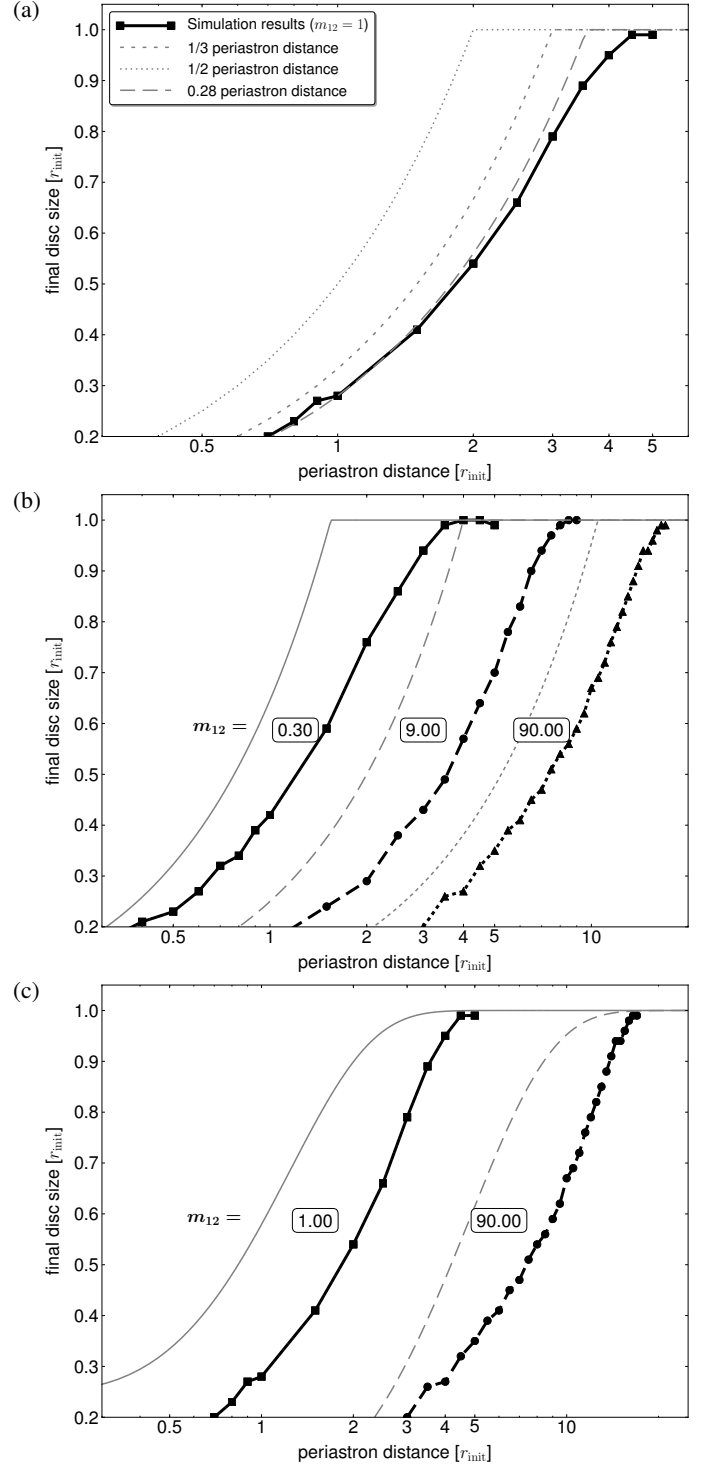 (a)
Simulation results (m₁₂ = 1)
1/3 periastron distance
1/2 periastron distance
0.28 periastron distance
1.0
0.9
0.8
0.7
0.6
0.5
0.4
0.3
0.2
final disc size [r_init]
0.5 1 2 3 4 5
periastron distance [r_init]
(b)
1.0
0.9
0.8
0.7
0.6
0.5
0.4
0.3
0.2
final disc size [r_init]
m₁₂ = 0.30 9.00 90.00
0.5 1 2 3 4 5 10
periastron distance [r_init]
(c)
1.0
0.9
0.8
0.7
0.6
0.5
0.4
0.3
0.2
final disc size [r_init]
m₁₂ = 1.00 90.00
0.5 1 2 3 4 5 10
periastron distance [r_init]